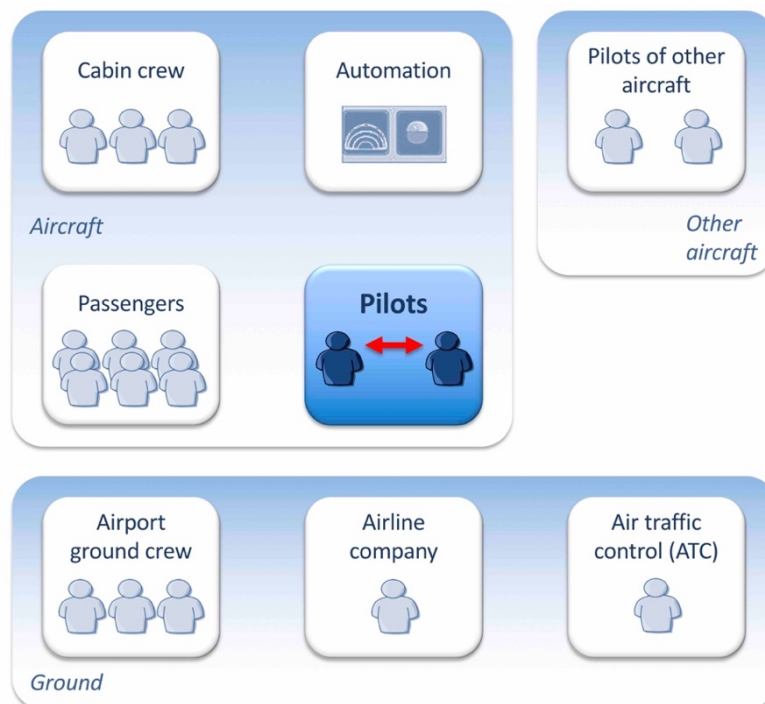 Cabin crew
Automation
Aircraft
Passengers
Pilots
Pilots of other
aircraft
Other
aircraft
Airport
ground crew
Airline
company
Air traffic
control (ATC)
Ground